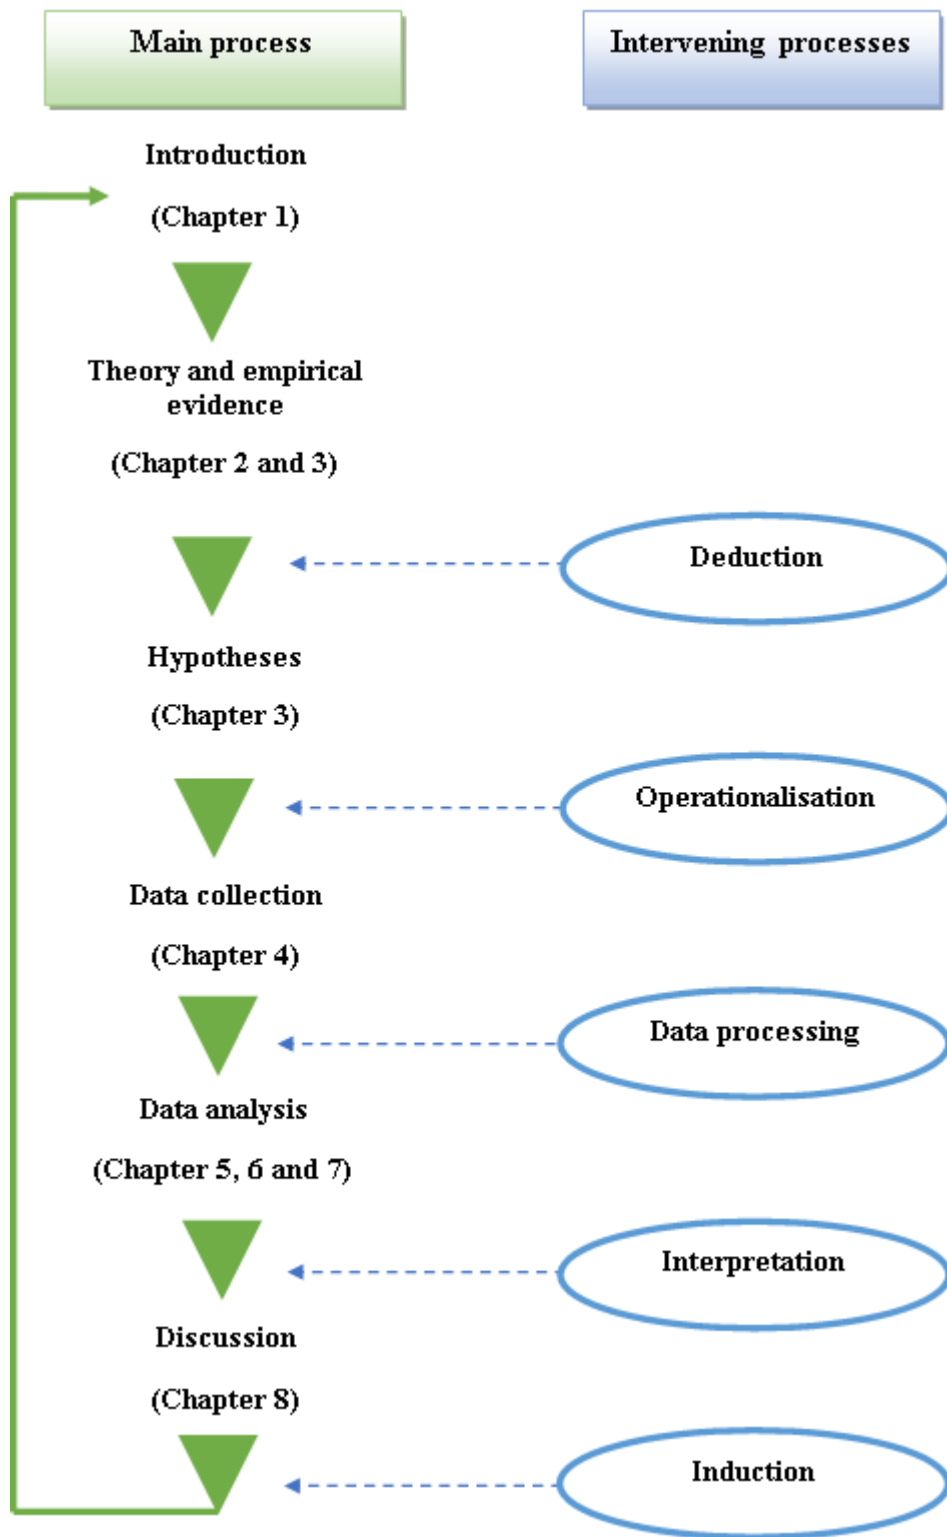 Main process
Intervening processes
Introduction
(Chapter 1)
Theory and empirical
evidence
(Chapter 2 and 3)
Deduction
Hypotheses
(Chapter 3)
Operationalisation
Data collection
(Chapter 4)
Data processing
Data analysis
(Chapter 5, 6 and 7)
Interpretation
Discussion
(Chapter 8)
Induction